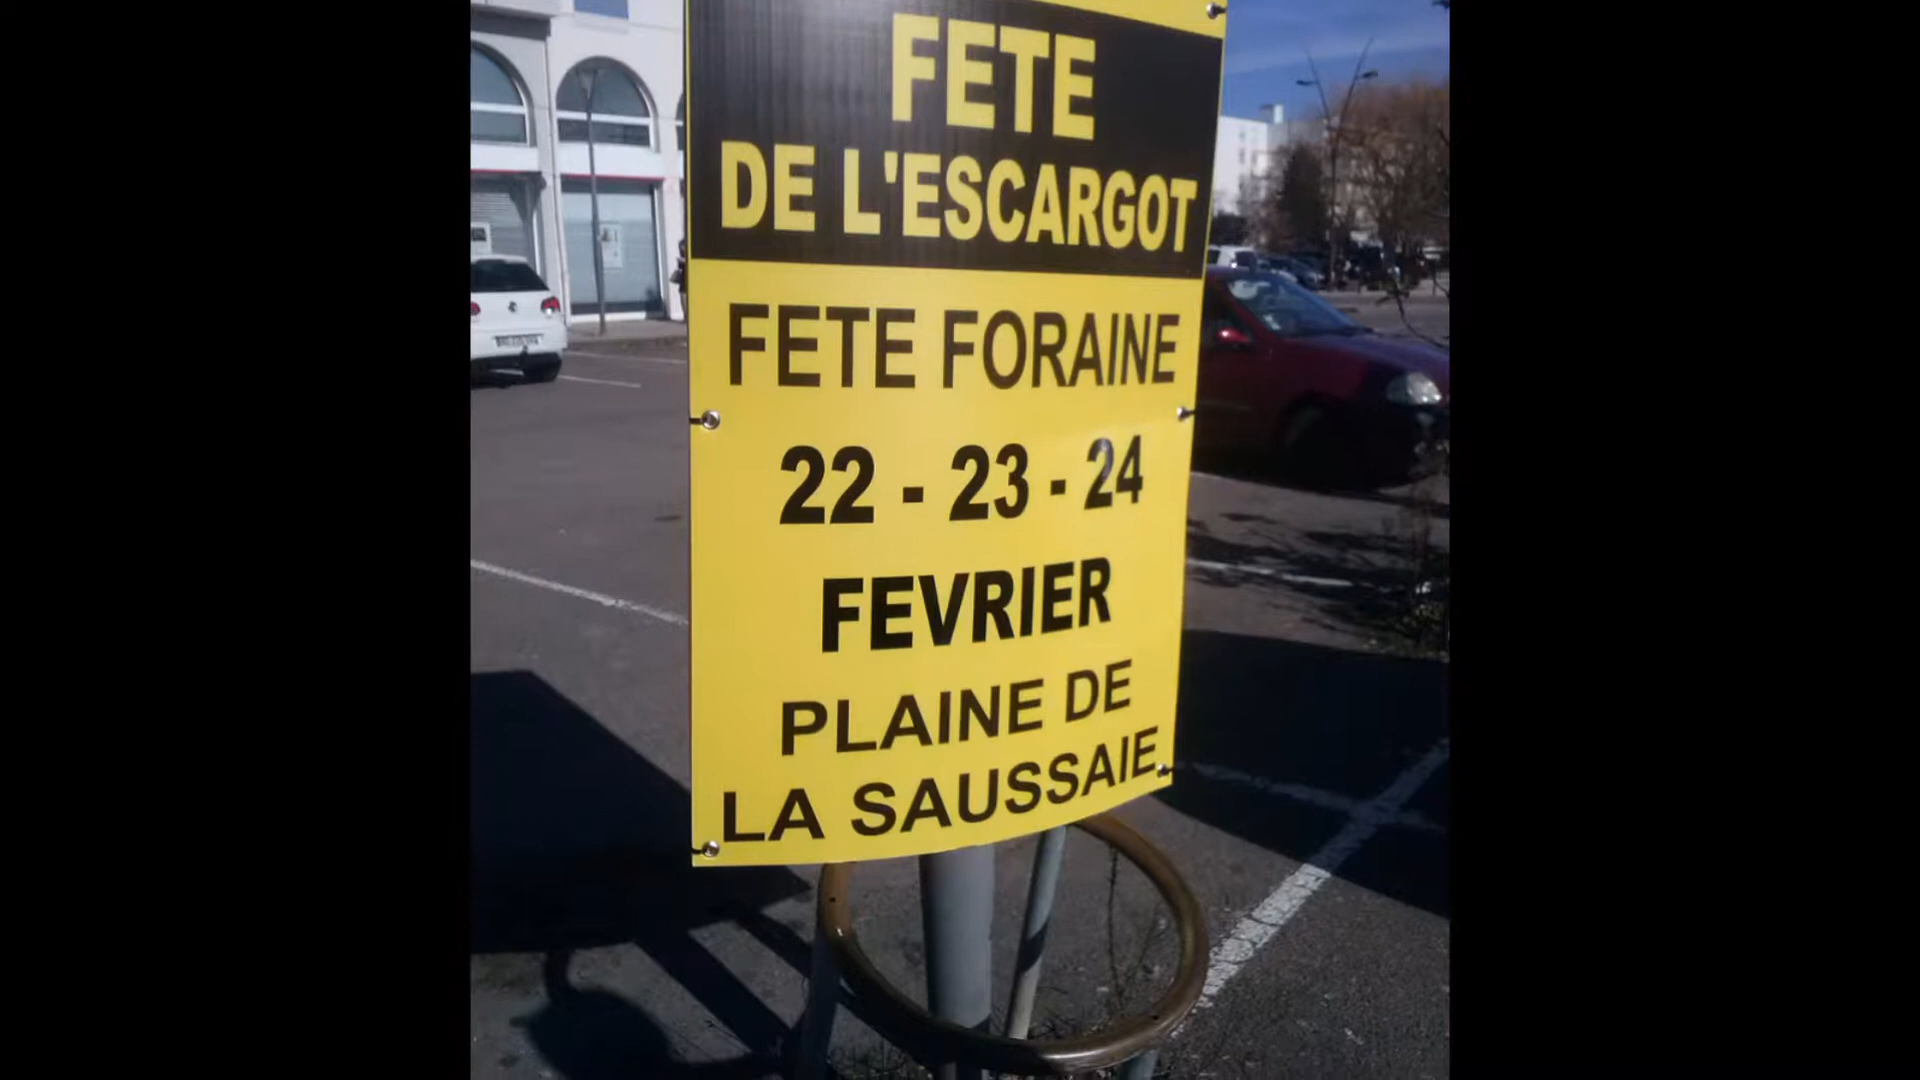 FETE
DE L'ESCARGOT
FETE FORAINE
22 - 23 - 24
FEVRIER
PLAINE DE
LA SAUSSAIE